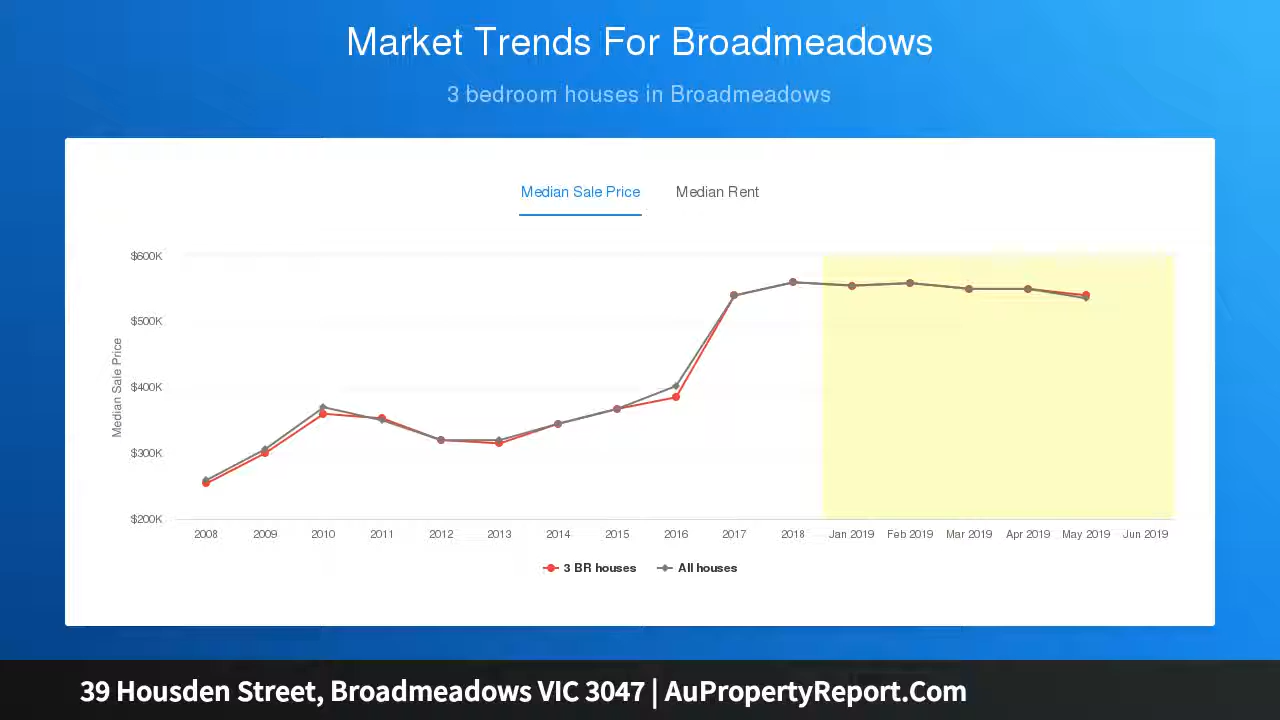 Market Trends For Broadmeadows
3 bedroom houses in Broadmeadows
Median Sale Price Median Rent
$600K
$500K
$400K
$300K
$200K
Median Sale Price
2008 2009 2010 2011 2012 2013 2014 2015 2016 2017 2018 Jan 2019 Feb 2019 Mar 2019 Apr 2019 May 2019 Jun 2019
3 BR houses All houses
39 Housden Street, Broadmeadows VIC 3047 | AuPropertyReport.Com